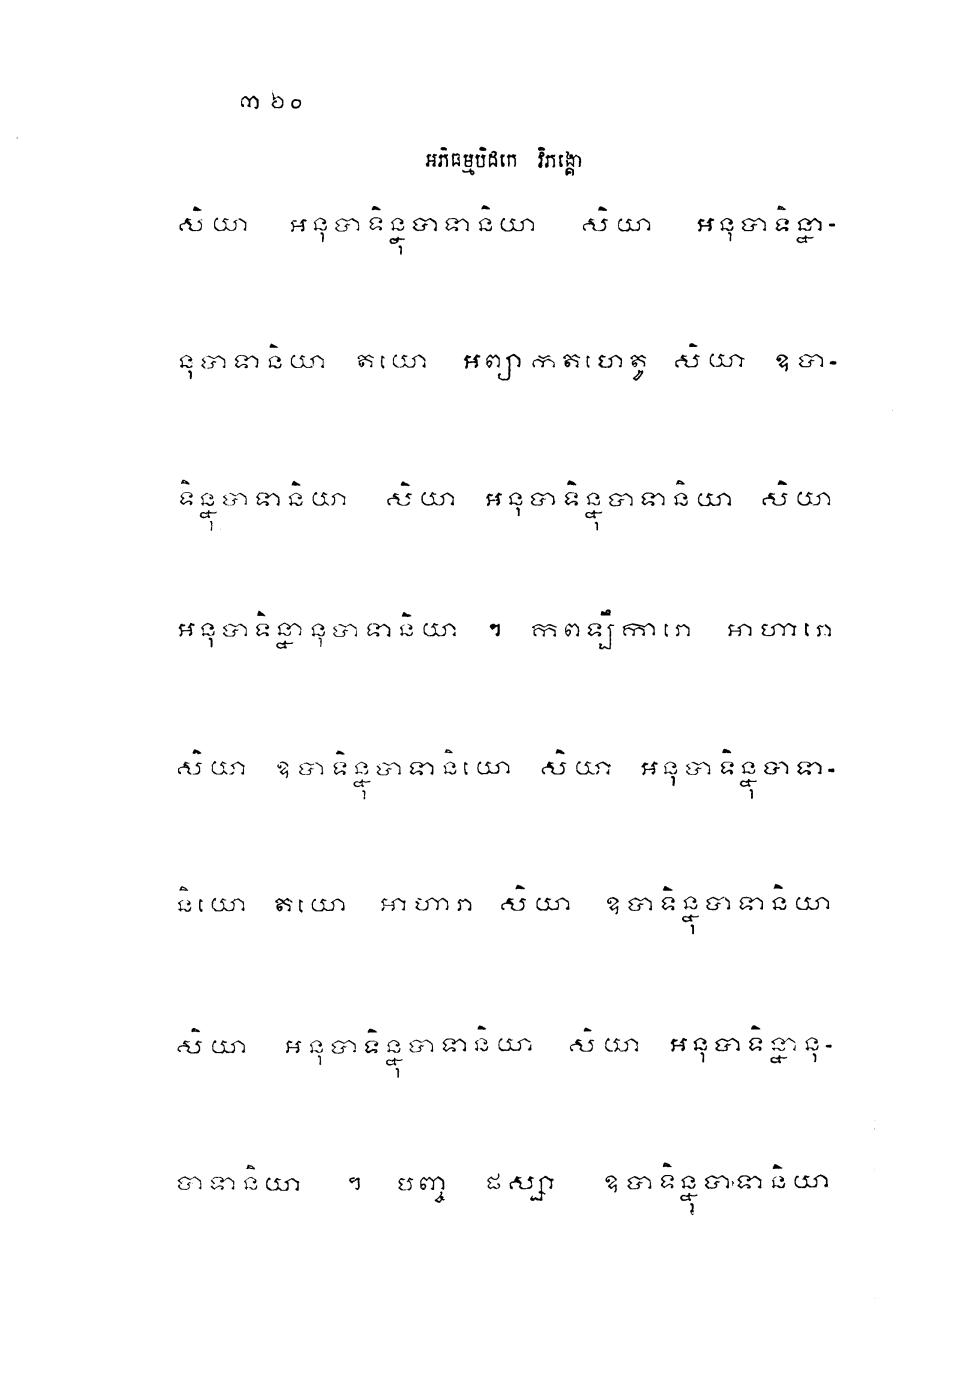 ៣៦០
អភិធម្មបិដកេ វិភង្គោ
សិយា អនុបាទិន្នុបាទានិយា សិយា អនុបាទិន្នា-
នុបាទានិយា តយោ អព្យាកតហេតូ សិយា ឧបា-
ទិន្នុបាទានិយា សិយា អនុបាទិន្នុបាទានិយា សិយា
អនុបាទិន្នានុបាទានិយា ។ កពឡឹការោ អាហារោ
សិយា ឧបាទិន្នុបាទានិយោ សិយា អនុបាទិន្នុបាទា-
និយោ តយោ អាហារា សិយា ឧបាទិន្នុបាទានិយា
សិយា អនុបាទិន្នុបាទានិយា សិយា អនុបាទិន្នានុ-
បាទានិយា ។ បញ្ច ផស្សា ឧបាទិន្នុបាទានិយា